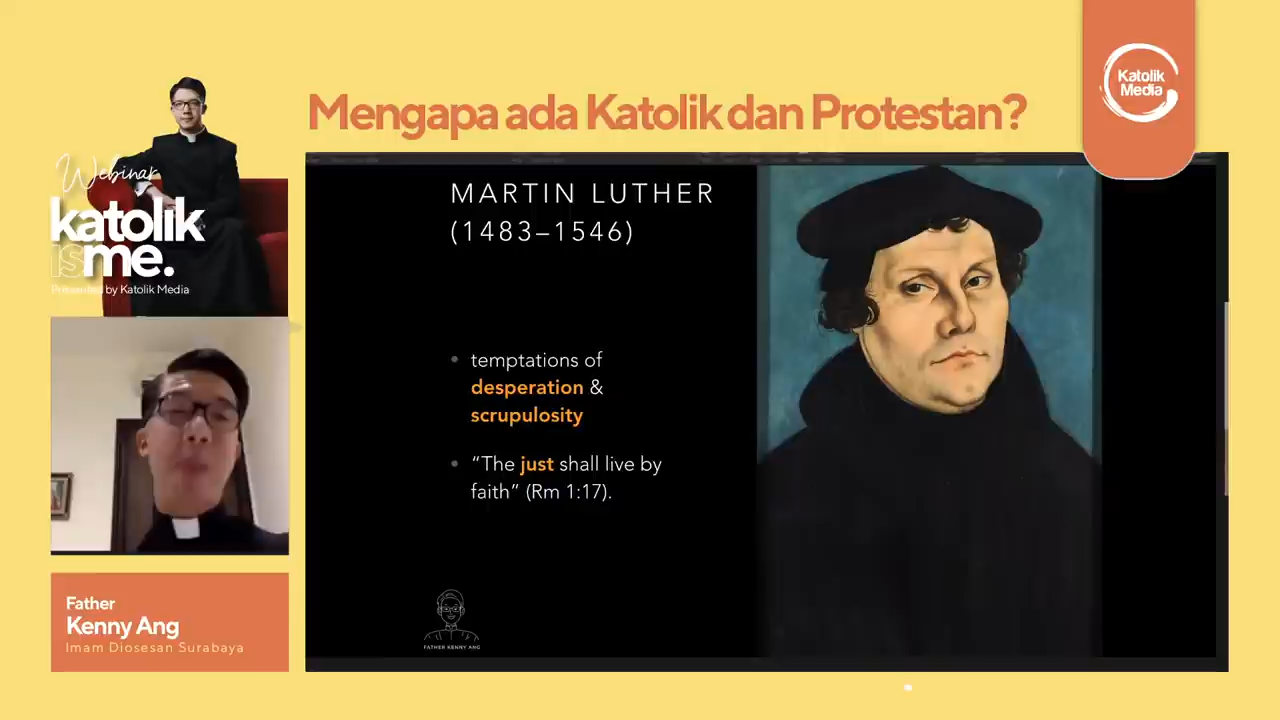 Mengapa ada Katolik dan Protestan?
Katolik
Media
Webinar
katolik
isme.
Presented by Katolik Media
MARTIN LUTHER
(1483–1546)
• temptations of
desperation &
scrupulosity
• “The just shall live by
faith” (Rm 1:17).
FATHER KENNY ANG
Father
Kenny Ang
Imam Diosesan Surabaya